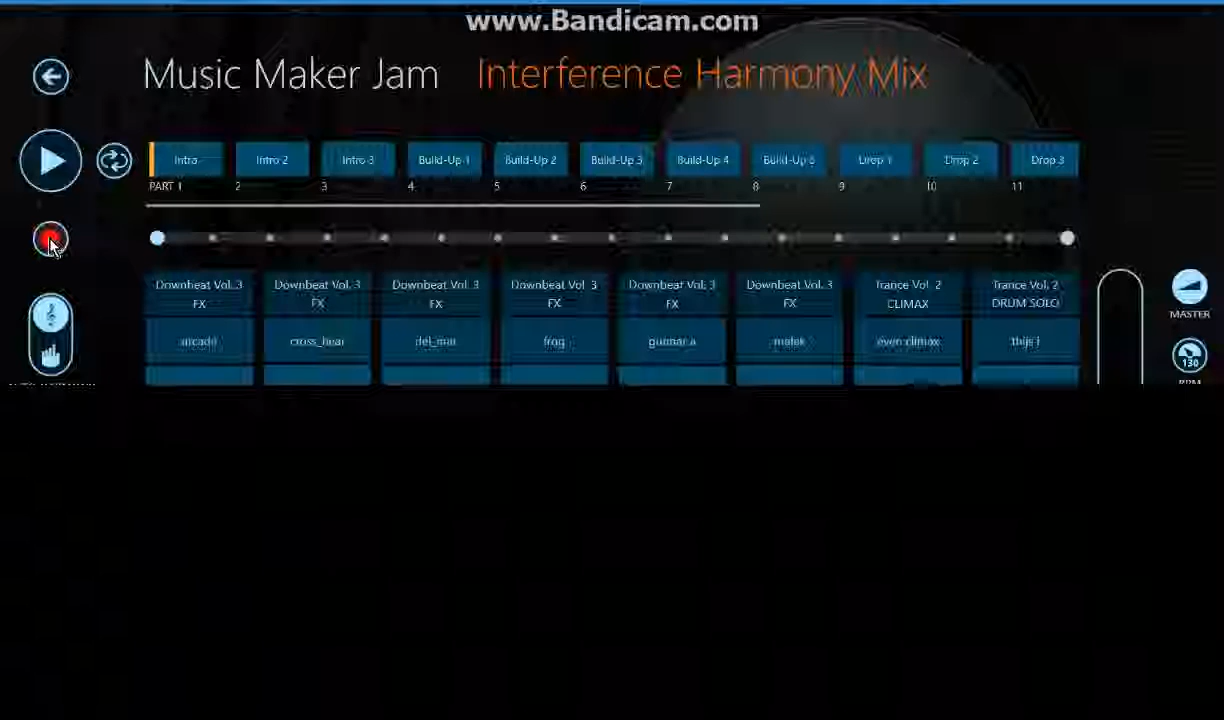 www.Bandicam.com
Music Maker Jam Interference Harmony Mix
Intro Intro 2 Intro 3 Build-Up 1 Build-Up 2 Build-Up 3 Build-Up 4 Build-Up 5 Drop 1 Drop 2 Drop 3
PART 1 2 3 4 5 6 7 8 9 10 11
Downbeat Vol. 3 Downbeat Vol. 3 Downbeat Vol. 3 Downbeat Vol. 3 Downbeat Vol. 3 Downbeat Vol. 3 Trance Vol. 2 Trance Vol. 2
FX FX FX FX FX FX CLIMAX DRUM SOLO
MASTER
frog malek even climax
130
BPM